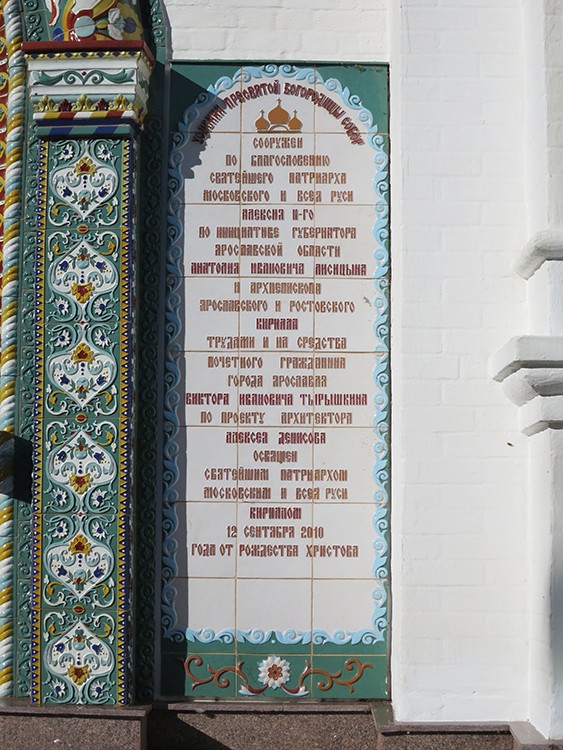 УСПЕНИЯ ПРЕСВЯТОЙ БОГОРОДИЦЫ СОБОР
СООРУЖЕН
ПО БЛАГОСЛОВЕНИЮ
СВЯТЕЙШЕГО ПАТРИАРХА
МОСКОВСКОГО И ВСЕЯ РУСИ
АЛЕКСИЯ II-ГО
ПО ИНИЦИАТИВЕ ГУБЕРНАТОРА
ЯРОСЛАВСКОЙ ОБЛАСТИ
АНАТОЛИЯ ИВАНОВИЧА ЛИСИЦЫНА
И АРХИЕПИСКОПА
ЯРОСЛАВСКОГО И РОСТОВСКОГО
КИРИЛЛА
ТРУДАМИ И НА СРЕДСТВА
ПОЧЕТНОГО ГРАЖДАНИНА
ГОРОДА ЯРОСЛАВЛЯ
ВИКТОРА ИВАНОВИЧА ТЫРЫШКИНА
ПО ПРОЕКТУ АРХИТЕКТОРА
АЛЕКСЕЯ ДЕНИСОВА
ОСВЯЩЕН
СВЯТЕЙШИМ ПАТРИАРХОМ
МОСКОВСКИМ И ВСЕЯ РУСИ
КИРИЛЛОМ
12 СЕНТЯБРЯ 2010
ГОДА ОТ РОЖДЕСТВА ХРИСТОВА